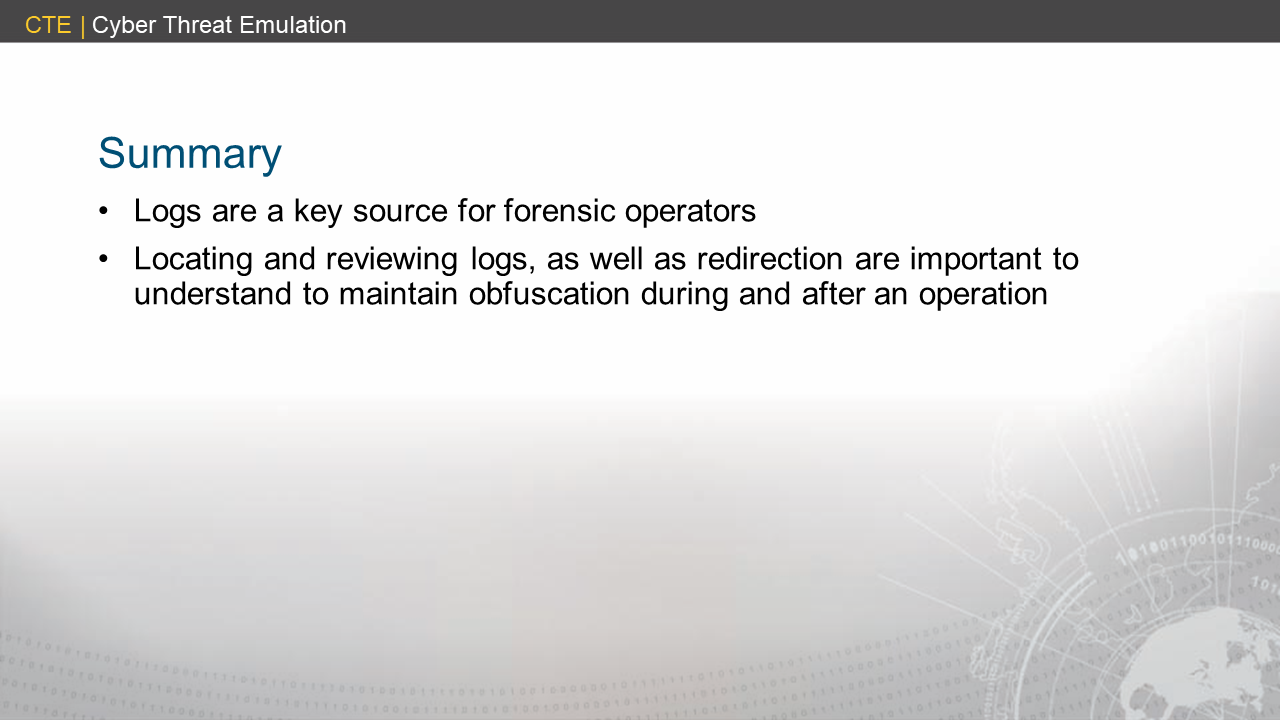 CTE | Cyber Threat Emulation
Summary
• Logs are a key source for forensic operators
• Locating and reviewing logs, as well as redirection are important to
understand to maintain obfuscation during and after an operation